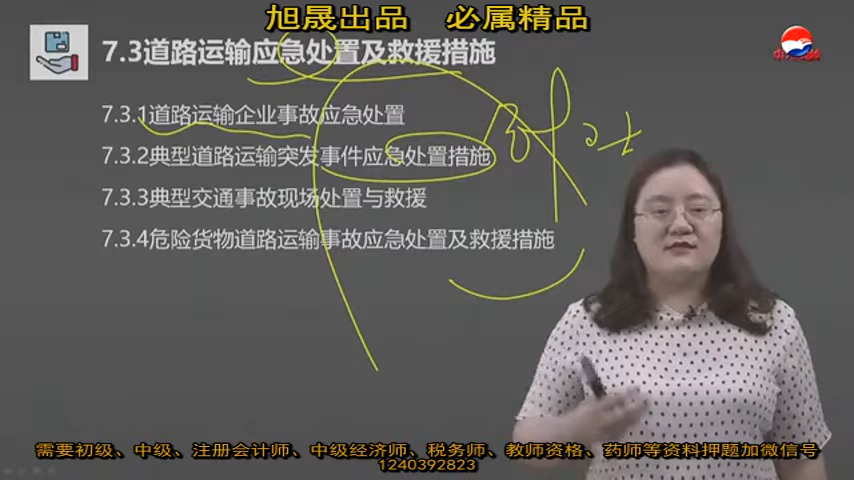 旭晟出品 必属精品
7.3道路运输应急处置及救援措施
7.3.1道路运输企业事故应急处置
7.3.2典型道路运输突发事件应急处置措施
7.3.3典型交通事故现场处置与救援
7.3.4危险货物道路运输事故应急处置及救援措施
需要初级、中级、注册会计师、中级经济师、税务师、教师资格、药师等资料押题加微信号
1240392823